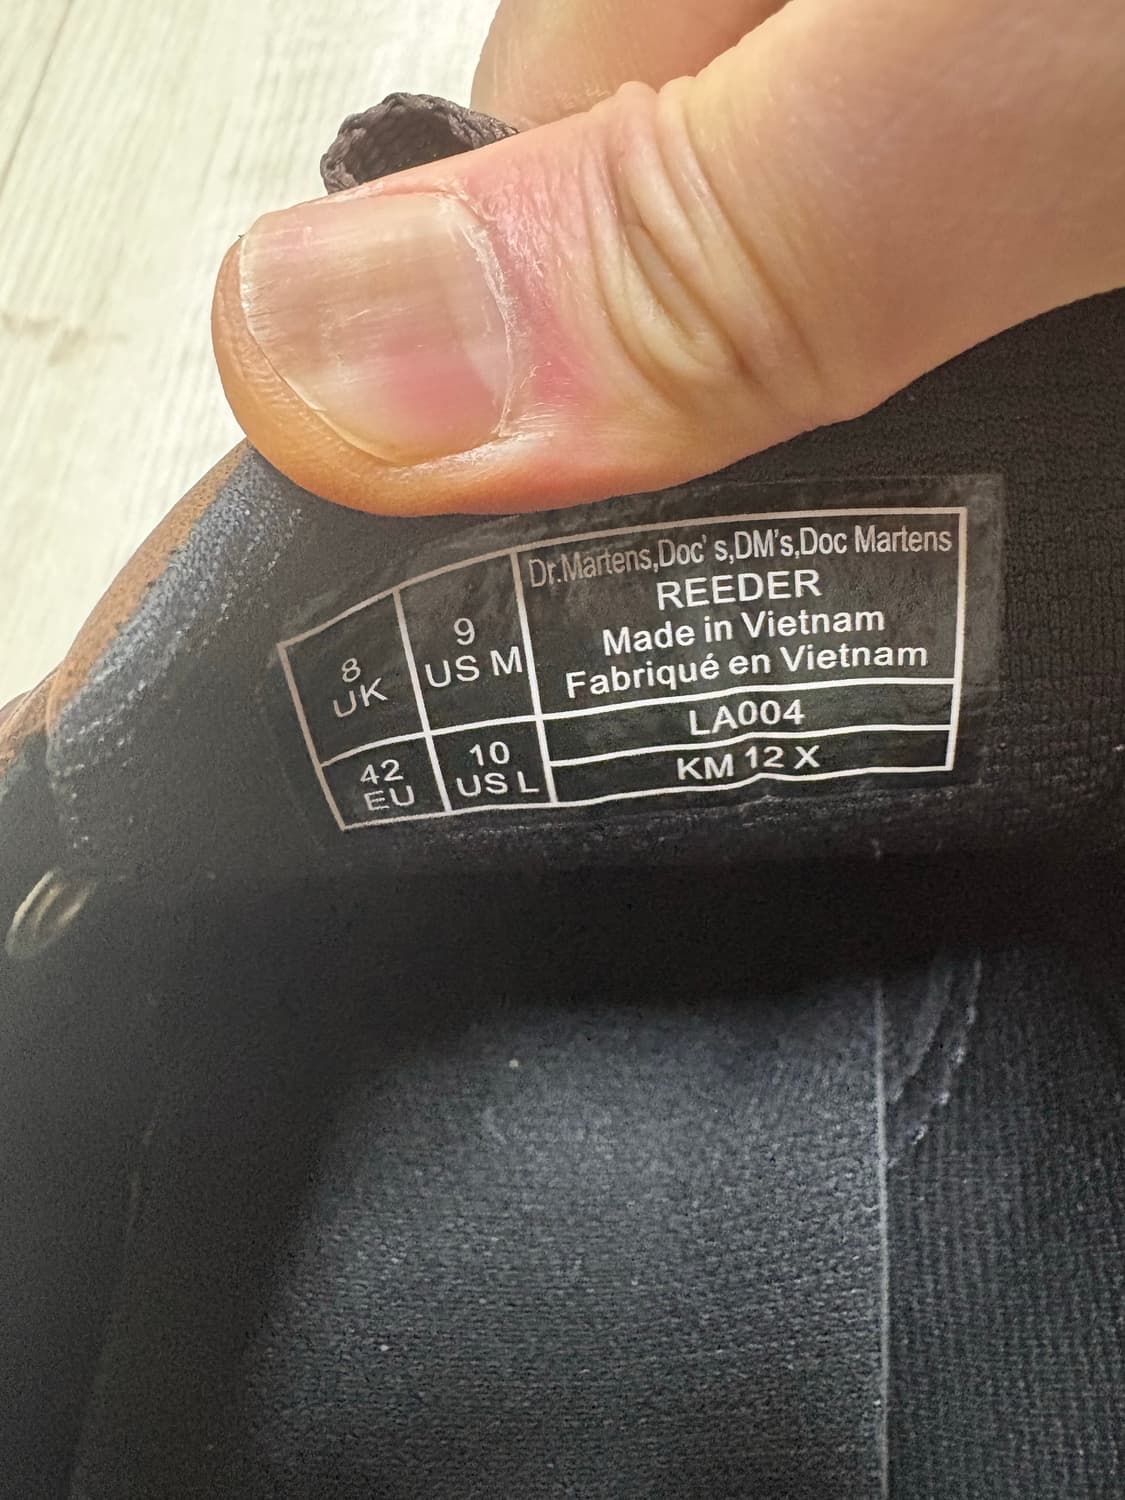 8
UK
9
US M
42
EU
10
US L
Dr.Martens,Doc' s,DM's,Doc Martens
REEDER
Made in Vietnam
Fabriqué en Vietnam
LA004
KM 12 X